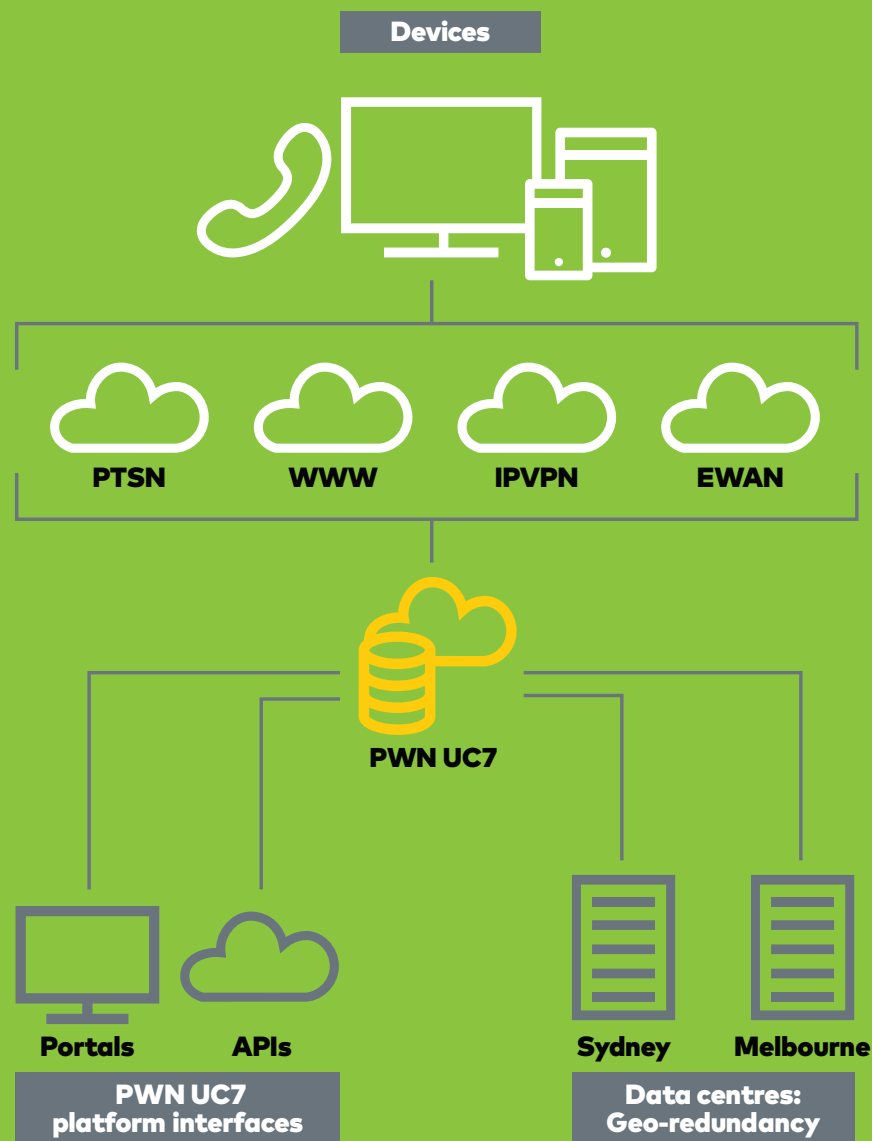 Devices
PTSN
WWW
IPVPN
EWAN
PWN UC7
Portals
APIs
Sydney
Melbourne
PWN UC7
platform interfaces
Data centres:
Geo-redundancy